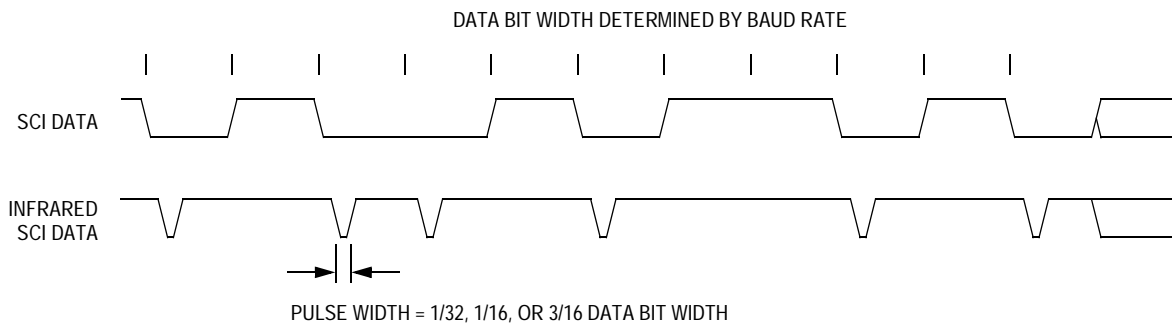 DATA BIT WIDTH DETERMINED BY BAUD RATE
SCI DATA
INFRARED
SCI DATA
PULSE WIDTH = 1/32, 1/16, OR 3/16 DATA BIT WIDTH